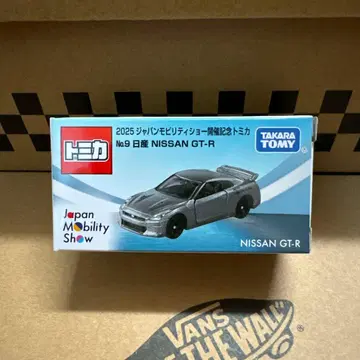 トミカ
2025 ジャパンモビリティショー開催記念トミカ
No.9 日産 NISSAN GT-R
TAKARA
TOMY
Japan
Mobility
Show
NISSAN GT-R
VANS
"OFF THE WALL"